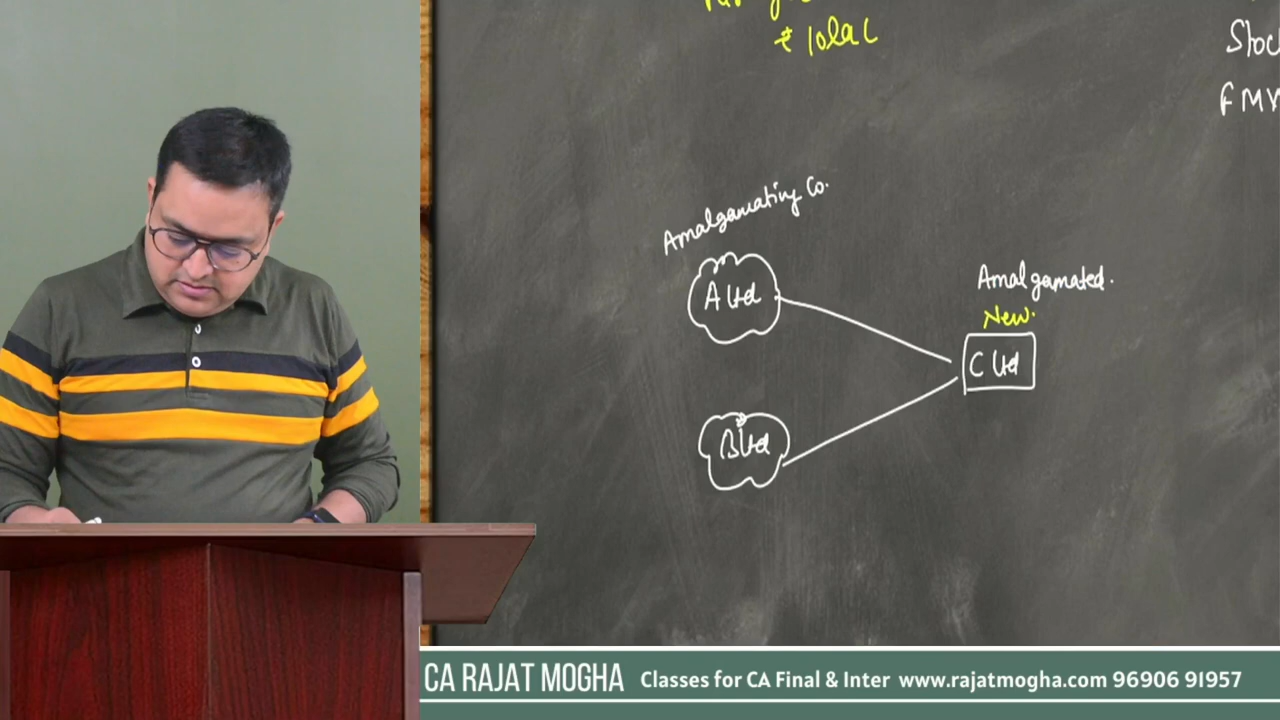 ₹ 10lac
Stoc
FMV
Amalgamating Co.
A Ltd
Amalgamated.
New.
C Ltd
B Ltd
CA RAJAT MOGHA Classes for CA Final & Inter www.rajatmogha.com 96906 91957